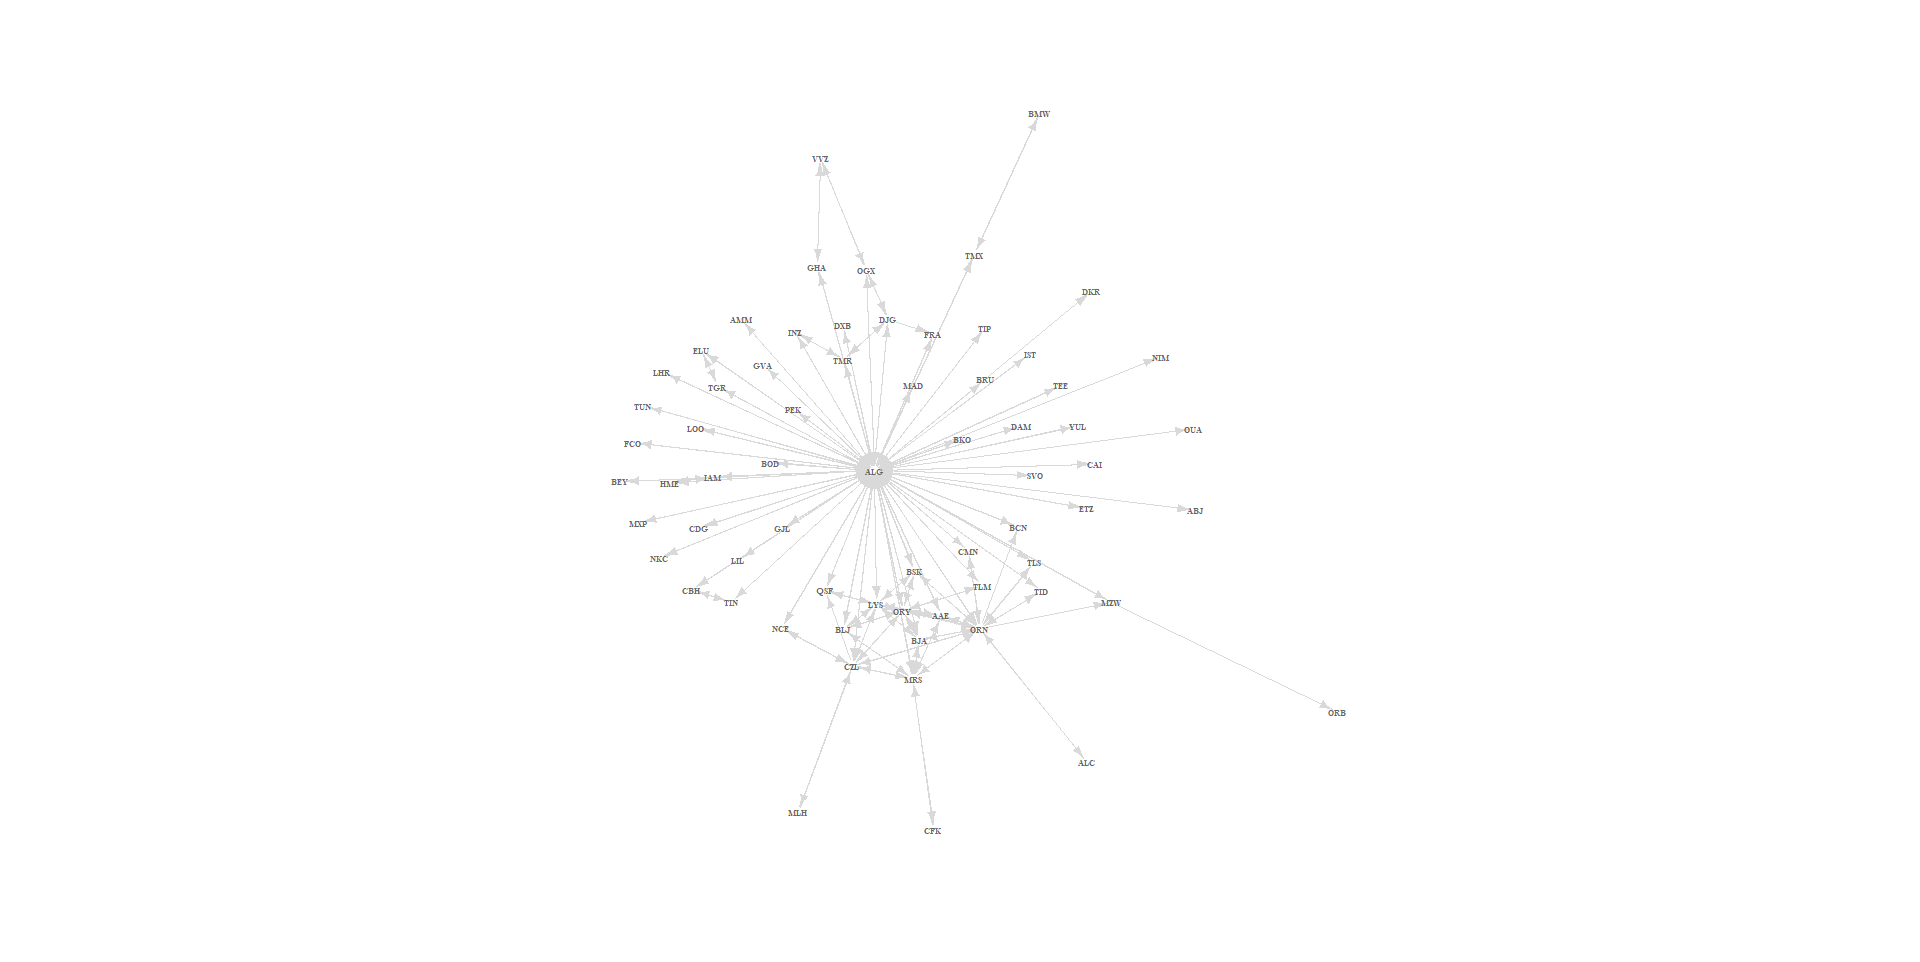 BMW
VVZ
TMX
GHA
OGX
DKR
AMM
DXB
DJG
INZ
FRA
TIP
ELU
TMR
IST
NIM
GVA
LHR
TGR
MAD
BRU
TEE
TUN
PEK
LOO
DAM
YUL
OUA
FCO
BKO
BOD
CAI
ALG
BEY
HME
IAM
SVO
ETZ
ABJ
MXP
CDG
GJL
BCN
CMN
NKC
LIL
TLS
BSK
CBH
QSF
TLM
TID
TIN
LYS
MZW
ORY
AAE
NCE
BLJ
ORN
BJA
CZL
MRS
ORB
ALC
MLH
CFK